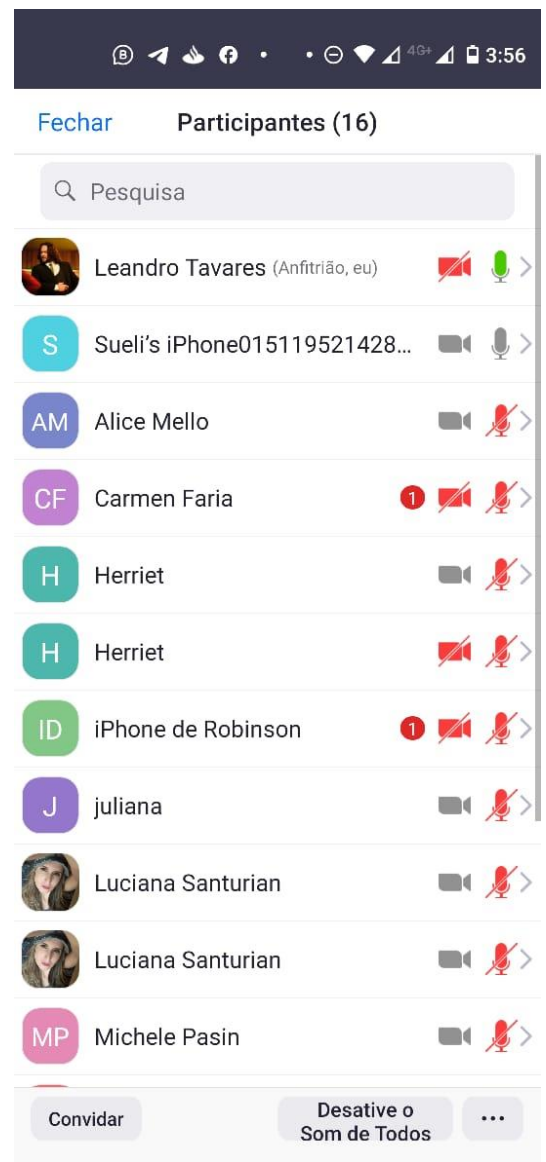 4G+ 3:56
Fechar Participantes (16)
Pesquisa
Leandro Tavares (Anfitrião, eu)
S Sueli's iPhone015119521428...
AM Alice Mello
CF Carmen Faria 1
H Herriet
H Herriet
ID iPhone de Robinson 1
J juliana
Luciana Santurian
Luciana Santurian
MP Michele Pasin
Convidar Desative o
Som de Todos ...